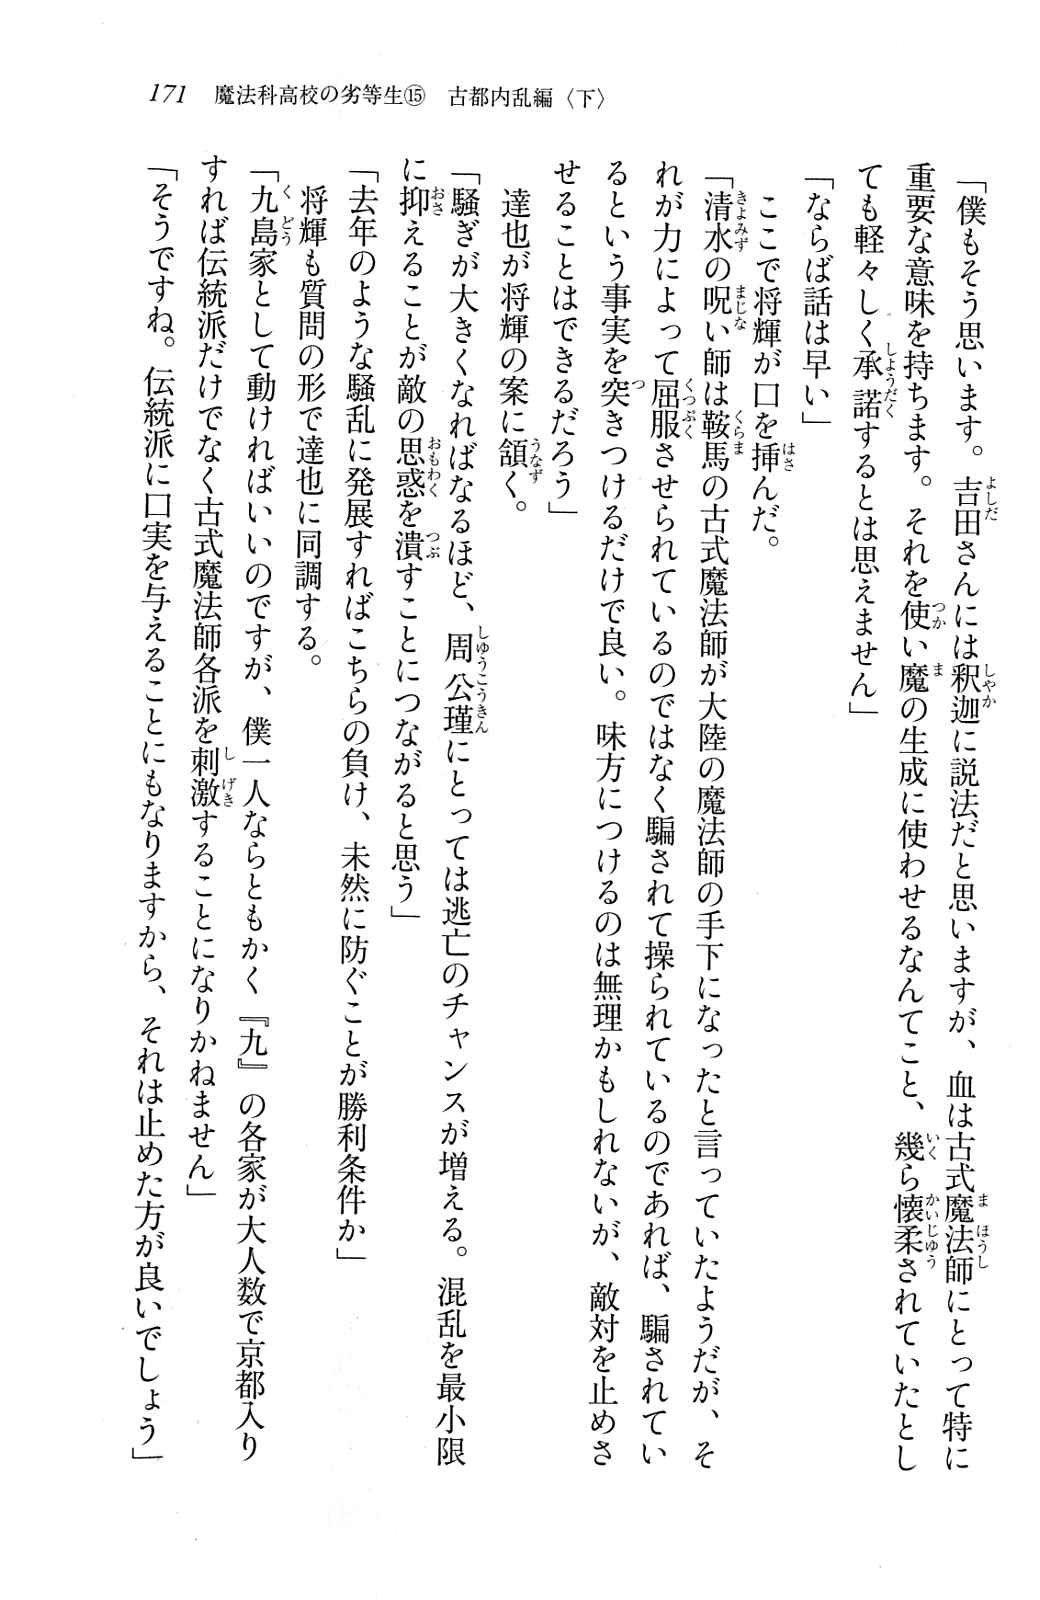 171 魔法科高校の劣等生⑮ 古都内乱編〈下〉
「僕もそう思います。吉田さんには釈迦に説法だと思いますが、血は古式魔法師にとって特に
重要な意味を持ちます。それを使い魔の生成に使わせるなんてこと、幾ら懐柔されていたとし
ても軽々しく承諾するとは思えません」
「ならば話は早い」
ここで将輝が口を挿んだ。
「清水の呪い師は鞍馬の古式魔法師が大陸の魔法師の手下になったと言っていたようだが、そ
れが力によって屈服させられているのではなく騙されて操られているのであれば、騙されてい
るという事実を突きつけるだけで良い。味方につけるのは無理かもしれないが、敵対を止めさ
せることはできるだろう」
達也が将輝の案に頷く。
「騒ぎが大きくなればなるほど、周公瑾にとっては逃亡のチャンスが増える。混乱を最小限
に抑えることが敵の思惑を潰すことにつながると思う」
「去年のような騒乱に発展すればこちらの負け、未然に防ぐことが勝利条件か」
将輝も質問の形で達也に同調する。
「九島家として動ければいいのですが、僕一人ならともかく『九』の各家が大人数で京都入り
すれば伝統派だけでなく古式魔法師各派を刺激することになりかねません」
「そうですね。伝統派に口実を与えることにもなりますから、それは止めた方が良いでしょう」